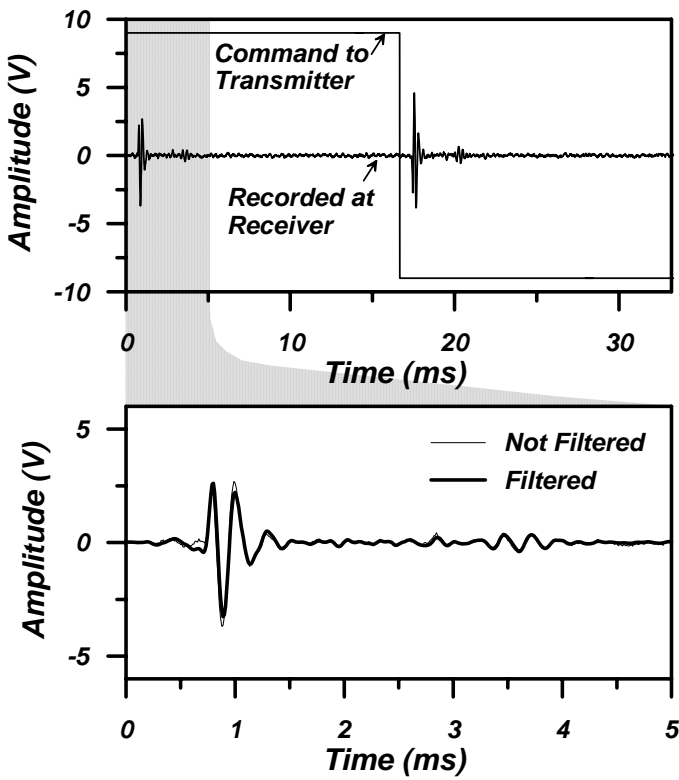 10
Command to
Transmitter
5
0
Recorded at
Receiver
-5
-10
Amplitude (V)
0 10 20 30
Time (ms)
5
Not Filtered
Filtered
0
-5
Amplitude (V)
0 1 2 3 4 5
Time (ms)